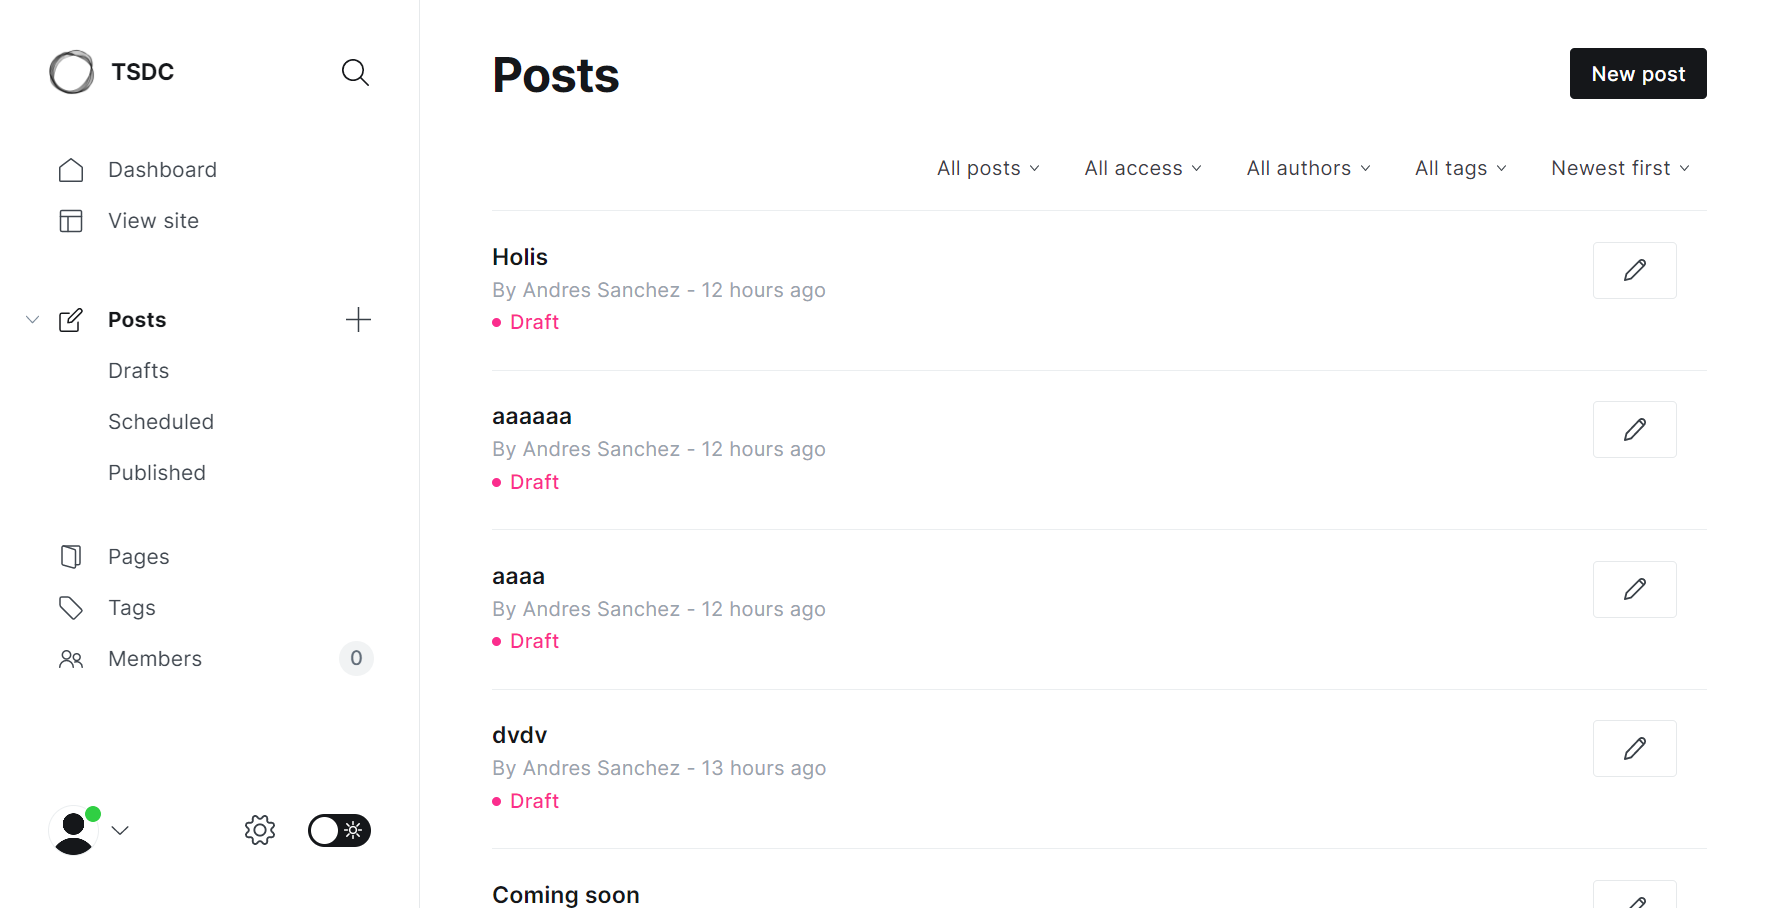 TSDC
Dashboard
View site
Posts
Drafts
Scheduled
Published
Pages
Tags
Members 0
Posts
New post
All posts All access All authors All tags Newest first
Holis
By Andres Sanchez - 12 hours ago
Draft
aaaaaa
By Andres Sanchez - 12 hours ago
Draft
aaaa
By Andres Sanchez - 12 hours ago
Draft
dvdv
By Andres Sanchez - 13 hours ago
Draft
Coming soon